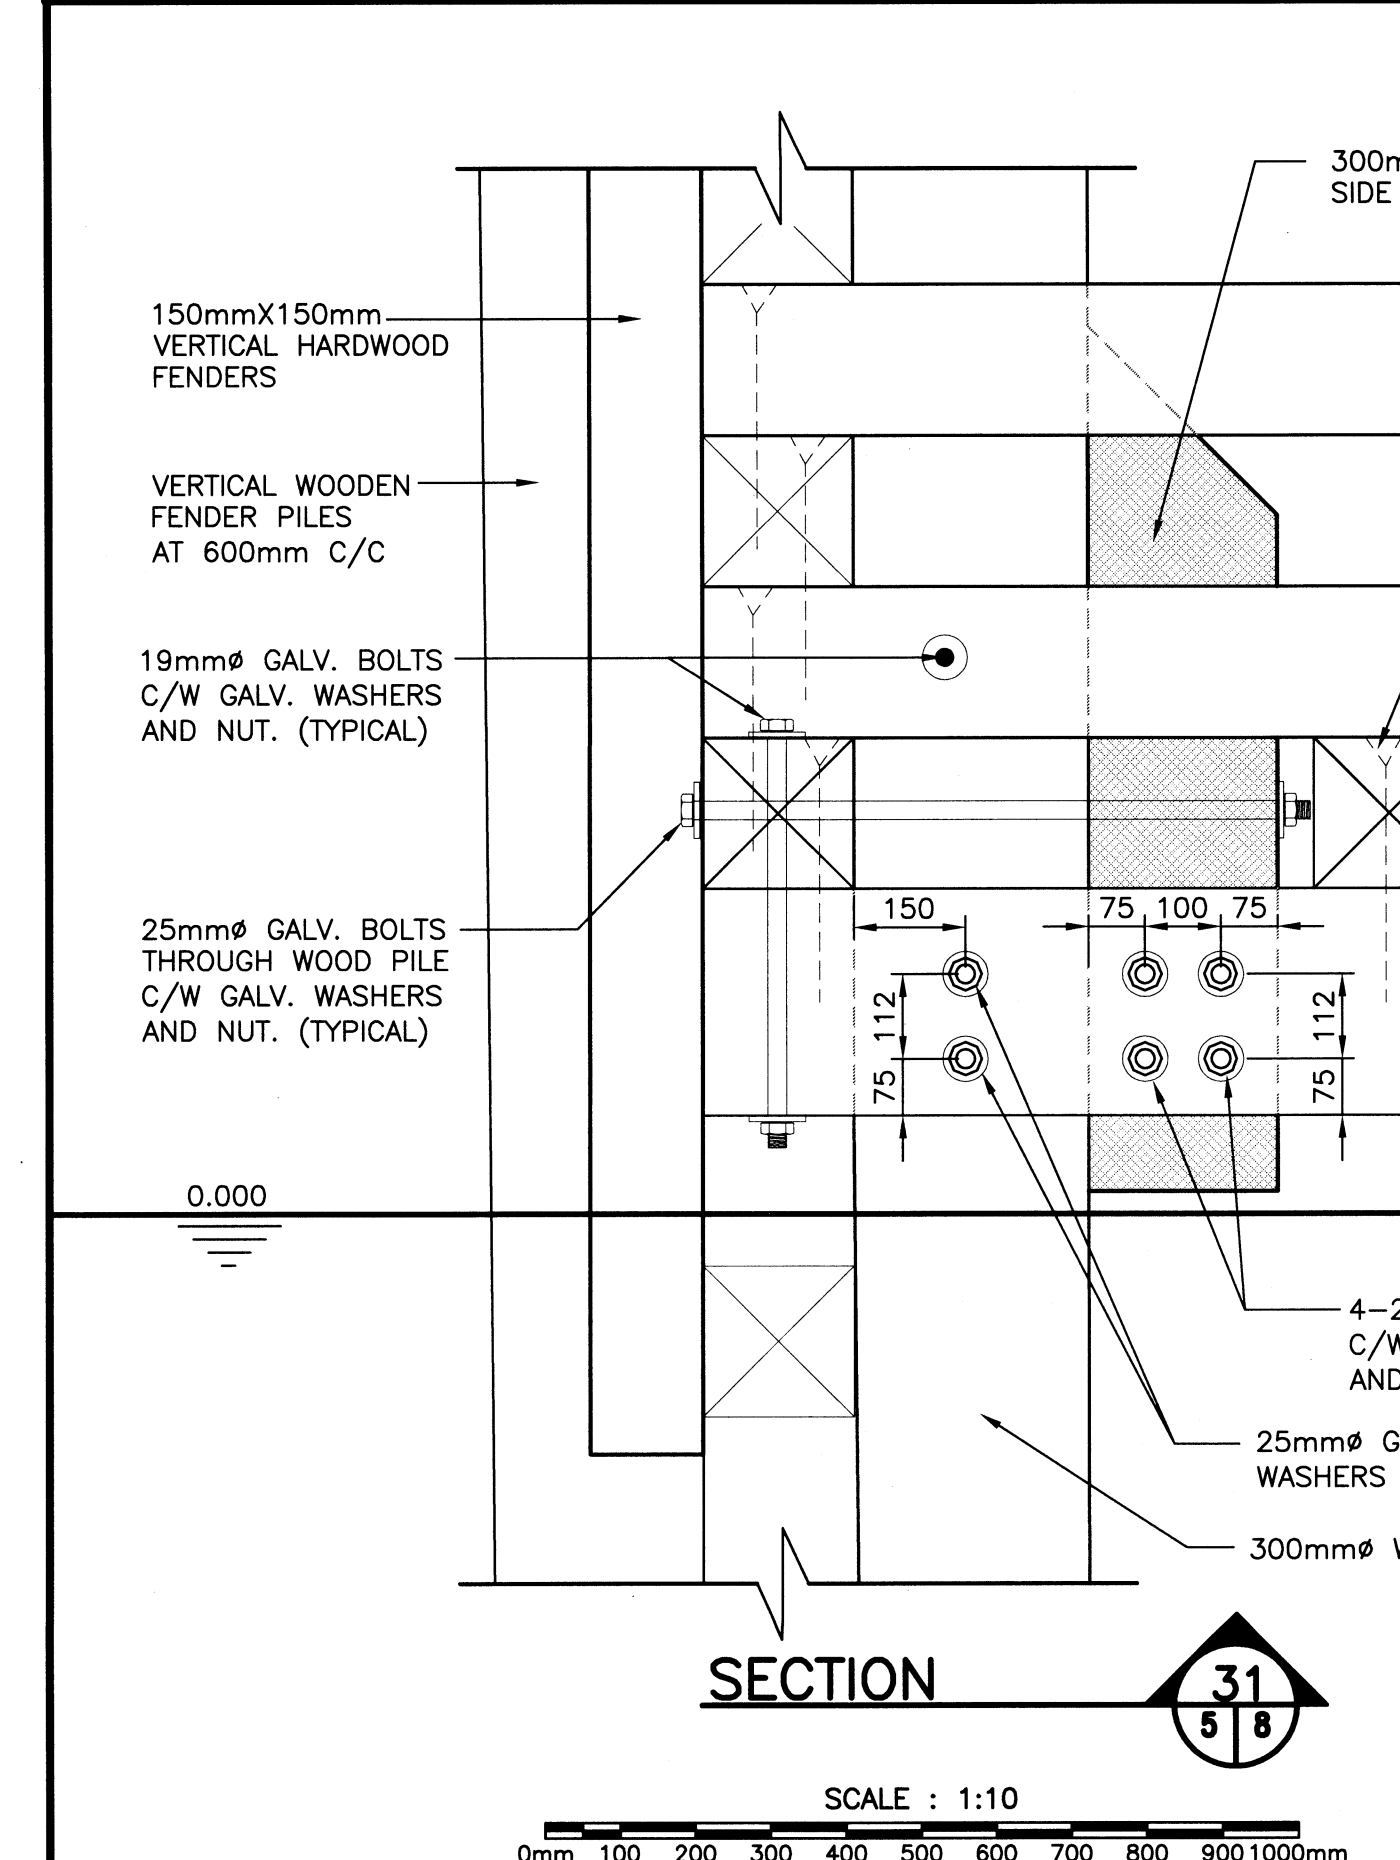 300m
SIDE
150mmX150mm
VERTICAL HARDWOOD
FENDERS
VERTICAL WOODEN
FENDER PILES
AT 600mm C/C
19mmø GALV. BOLTS
C/W GALV. WASHERS
AND NUT. (TYPICAL)
25mmø GALV. BOLTS
THROUGH WOOD PILE
C/W GALV. WASHERS
AND NUT. (TYPICAL)
150
75 100 75
112
75
112
75
0.000
4-2
C/W
AND
25mmø G
WASHERS
300mmø W
SECTION
31
5 8
SCALE : 1:10
0mm 100 200 300 400 500 600 700 800 900 1000mm